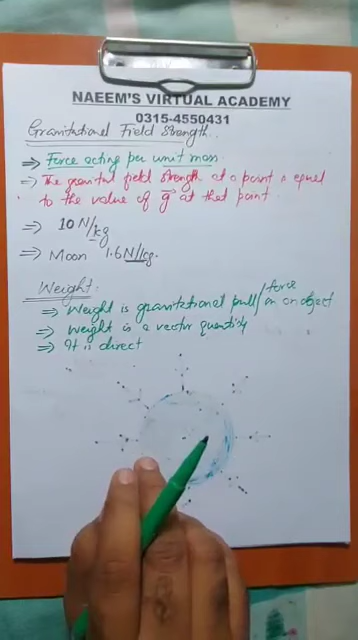 NAEEM'S VIRTUAL ACADEMY
0315-4550431
Gravitational Field Strength.
⇒ Force acting per unit mass.
⇒ The gravitat field strength at a point is equal
to the value of g⃗ at that point.
⇒ 10 N/kg
⇒ Moon 1.6 N/kg.
Weight:
⇒ Weight is gravitational pull/force on an object
⇒ Weight is a vector quantity
⇒ It is direct